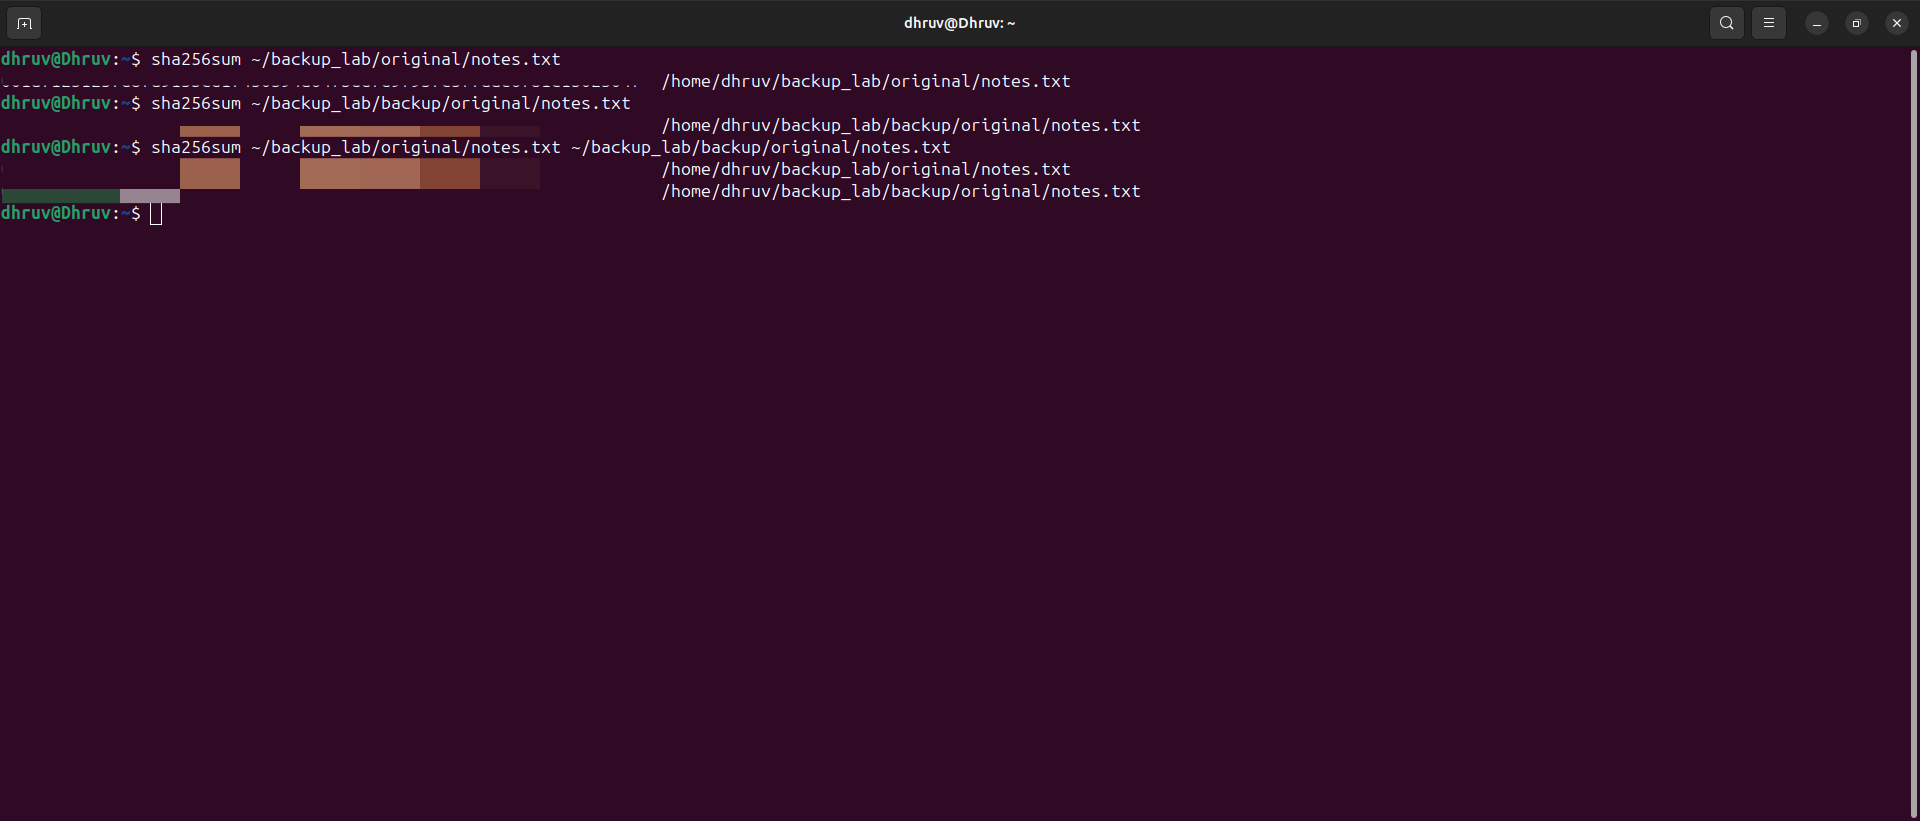 dhruv@Dhruv: ~
dhruv@Dhruv:~$ sha256sum ~/backup_lab/original/notes.txt
/home/dhruv/backup_lab/original/notes.txt
dhruv@Dhruv:~$ sha256sum ~/backup_lab/backup/original/notes.txt
/home/dhruv/backup_lab/backup/original/notes.txt
dhruv@Dhruv:~$ sha256sum ~/backup_lab/original/notes.txt ~/backup_lab/backup/original/notes.txt
/home/dhruv/backup_lab/original/notes.txt
/home/dhruv/backup_lab/backup/original/notes.txt
dhruv@Dhruv:~$